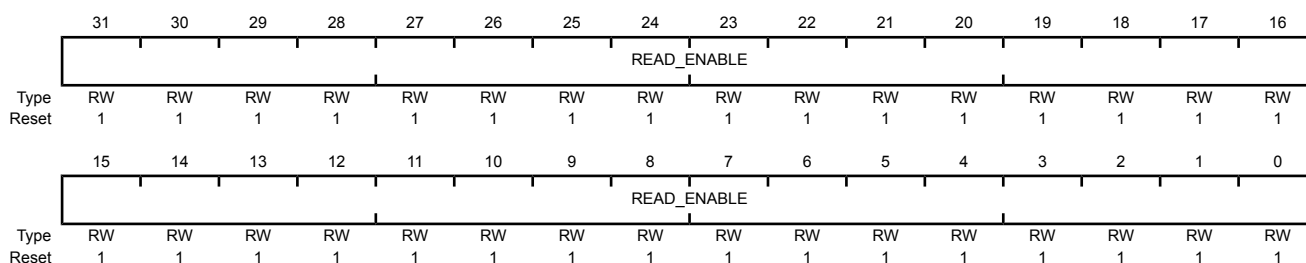 31 30 29 28 27 26 25 24 23 22 21 20 19 18 17 16
READ_ENABLE
Type RW RW RW RW RW RW RW RW RW RW RW RW RW RW RW RW
Reset 1 1 1 1 1 1 1 1 1 1 1 1 1 1 1 1
15 14 13 12 11 10 9 8 7 6 5 4 3 2 1 0
READ_ENABLE
Type RW RW RW RW RW RW RW RW RW RW RW RW RW RW RW RW
Reset 1 1 1 1 1 1 1 1 1 1 1 1 1 1 1 1